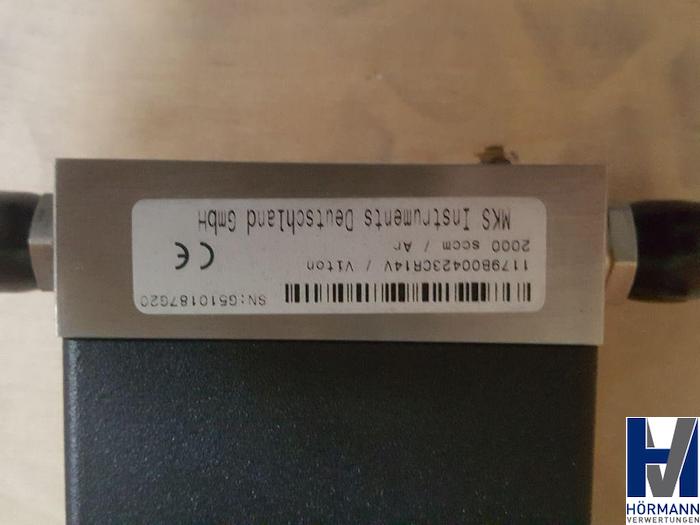 MKS Instruments Deutschland GmbH
2000 sccm / Ar
1179B00423CR14V / Viton
CE
SN:G510187G20
HÖRMANN
VERWERTUNGEN